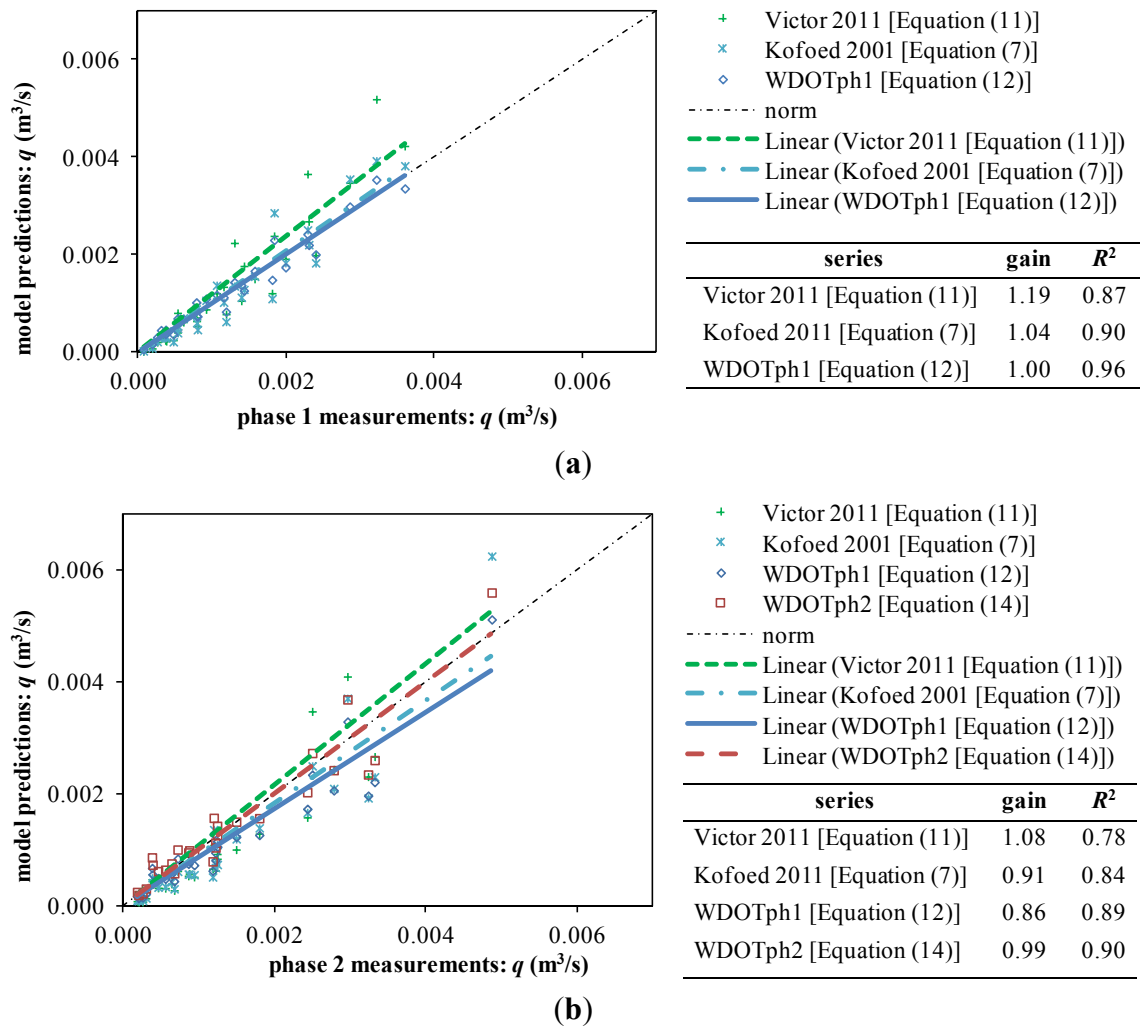 model predictions: q (m³/s)
0.006
0.004
0.002
0.000
0.000 0.002 0.004 0.006
phase 1 measurements: q (m³/s)
Victor 2011 [Equation (11)]
Kofoed 2001 [Equation (7)]
WDOTph1 [Equation (12)]
norm
Linear (Victor 2011 [Equation (11)])
Linear (Kofoed 2001 [Equation (7)])
Linear (WDOTph1 [Equation (12)])
series gain R²
Victor 2011 [Equation (11)] 1.19 0.87
Kofoed 2011 [Equation (7)] 1.04 0.90
WDOTph1 [Equation (12)] 1.00 0.96
(a)
model predictions: q (m³/s)
0.006
0.004
0.002
0.000
0.000 0.002 0.004 0.006
phase 2 measurements: q (m³/s)
Victor 2011 [Equation (11)]
Kofoed 2001 [Equation (7)]
WDOTph1 [Equation (12)]
WDOTph2 [Equation (14)]
norm
Linear (Victor 2011 [Equation (11)])
Linear (Kofoed 2001 [Equation (7)])
Linear (WDOTph1 [Equation (12)])
Linear (WDOTph2 [Equation (14)])
series gain R²
Victor 2011 [Equation (11)] 1.08 0.78
Kofoed 2011 [Equation (7)] 0.91 0.84
WDOTph1 [Equation (12)] 0.86 0.89
WDOTph2 [Equation (14)] 0.99 0.90
(b)